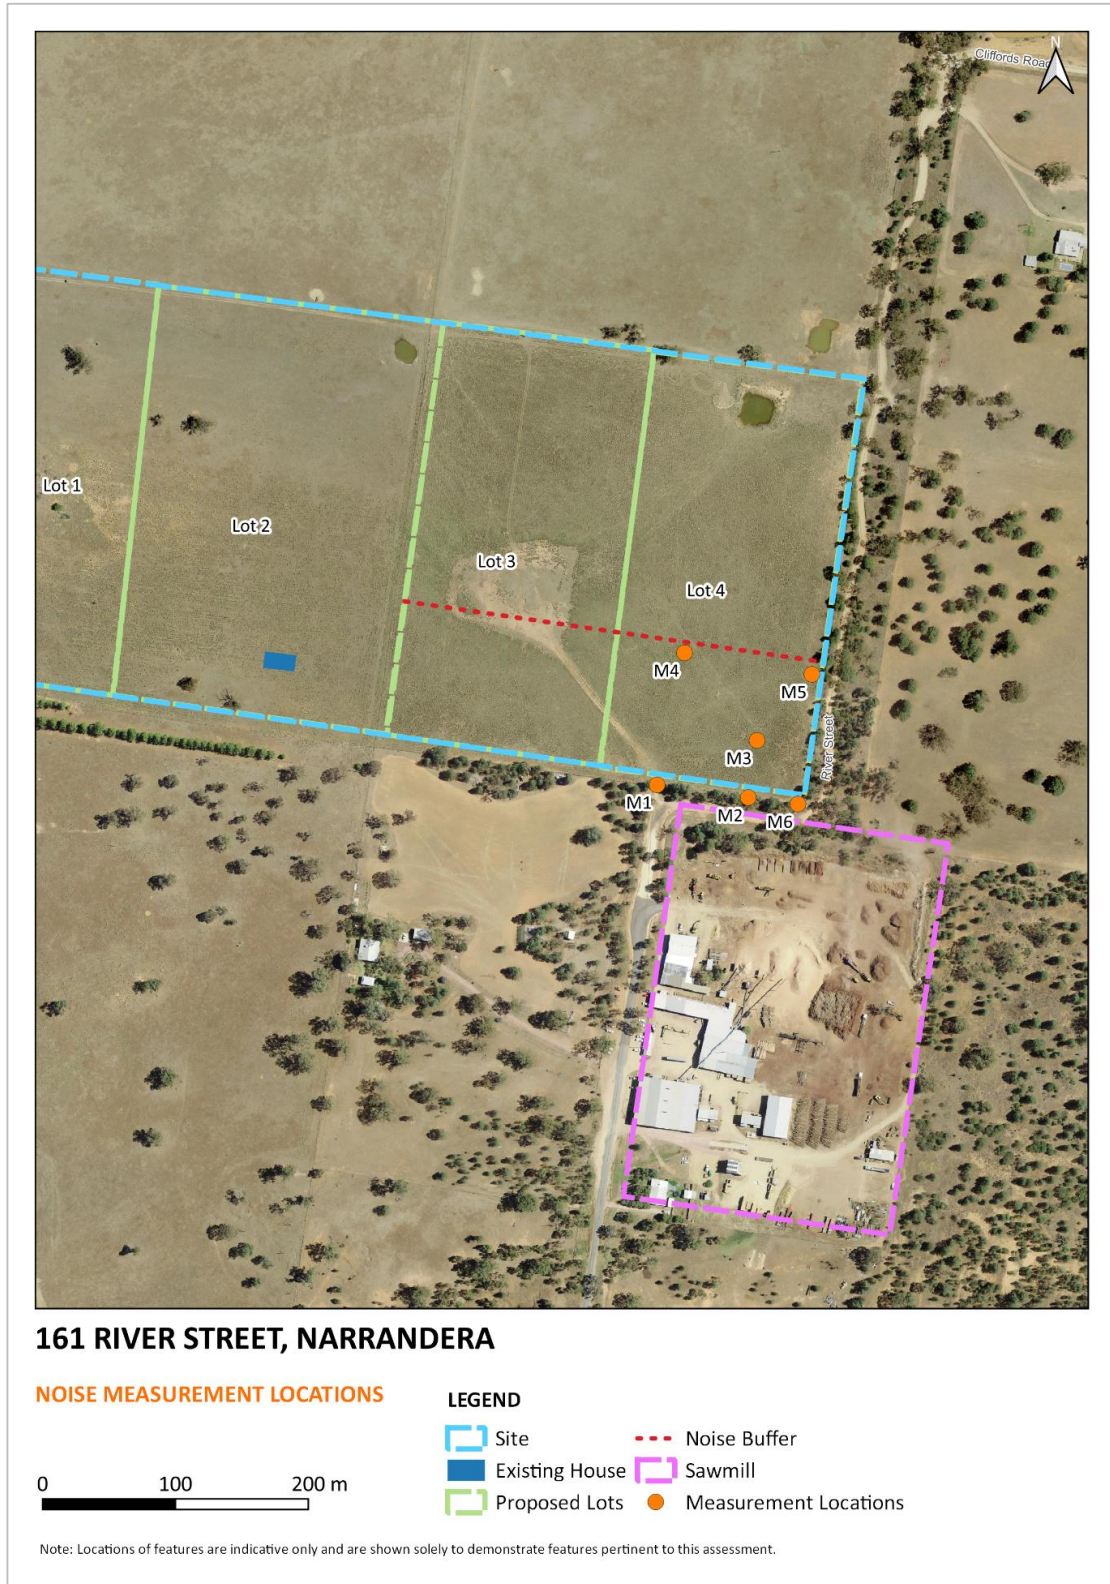 N
Cliffords Road
Lot 1
Lot 2
Lot 3
Lot 4
M4
M5
River Street
M3
M1
M2
M6
161 RIVER STREET, NARRANDERA
NOISE MEASUREMENT LOCATIONS
LEGEND
Site
Noise Buffer
Existing House
Sawmill
Proposed Lots
Measurement Locations
0 100 200 m
Note: Locations of features are indicative only and are shown solely to demonstrate features pertinent to this assessment.